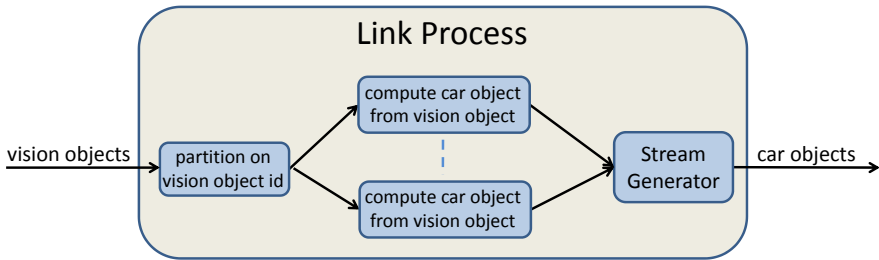 Link Process
vision objects
partition on
vision object id
compute car object
from vision object
compute car object
from vision object
Stream
Generator
car objects